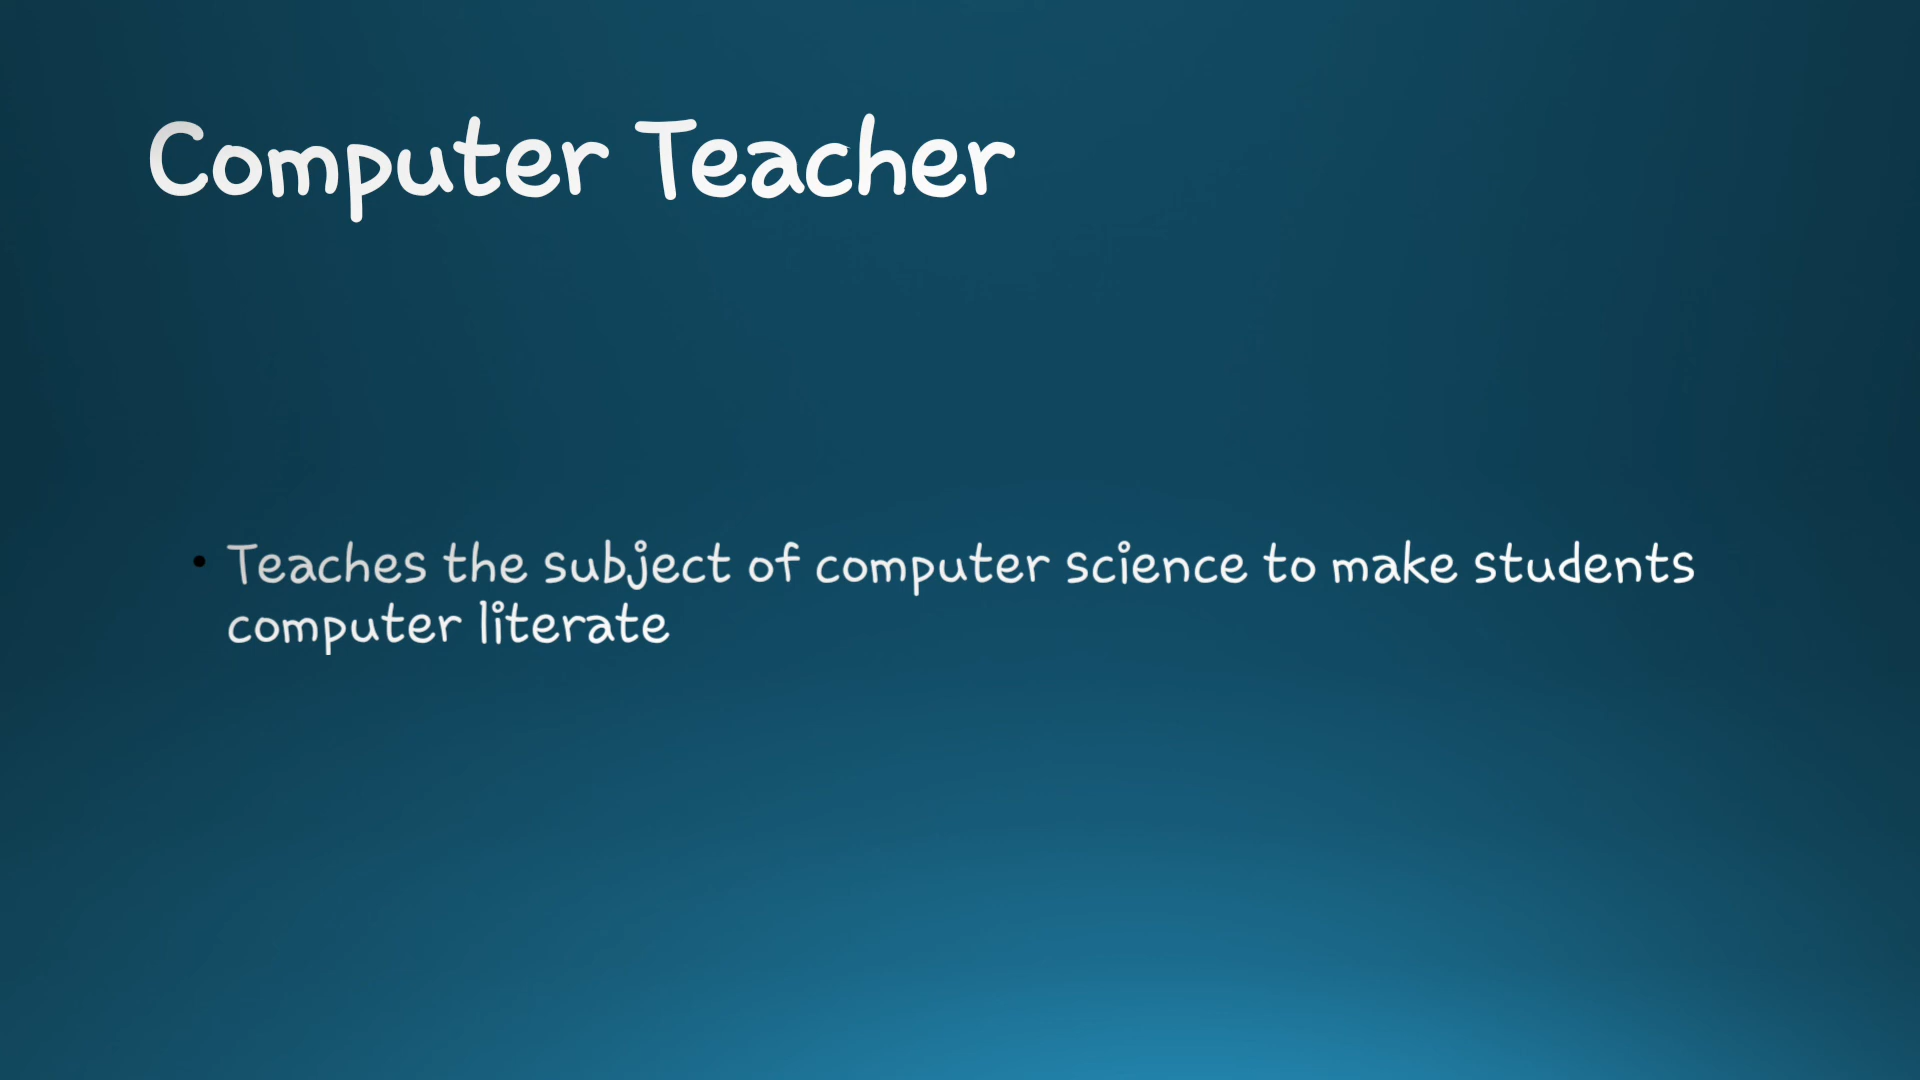 Computer Teacher
• Teaches the subject of computer science to make students
computer literate